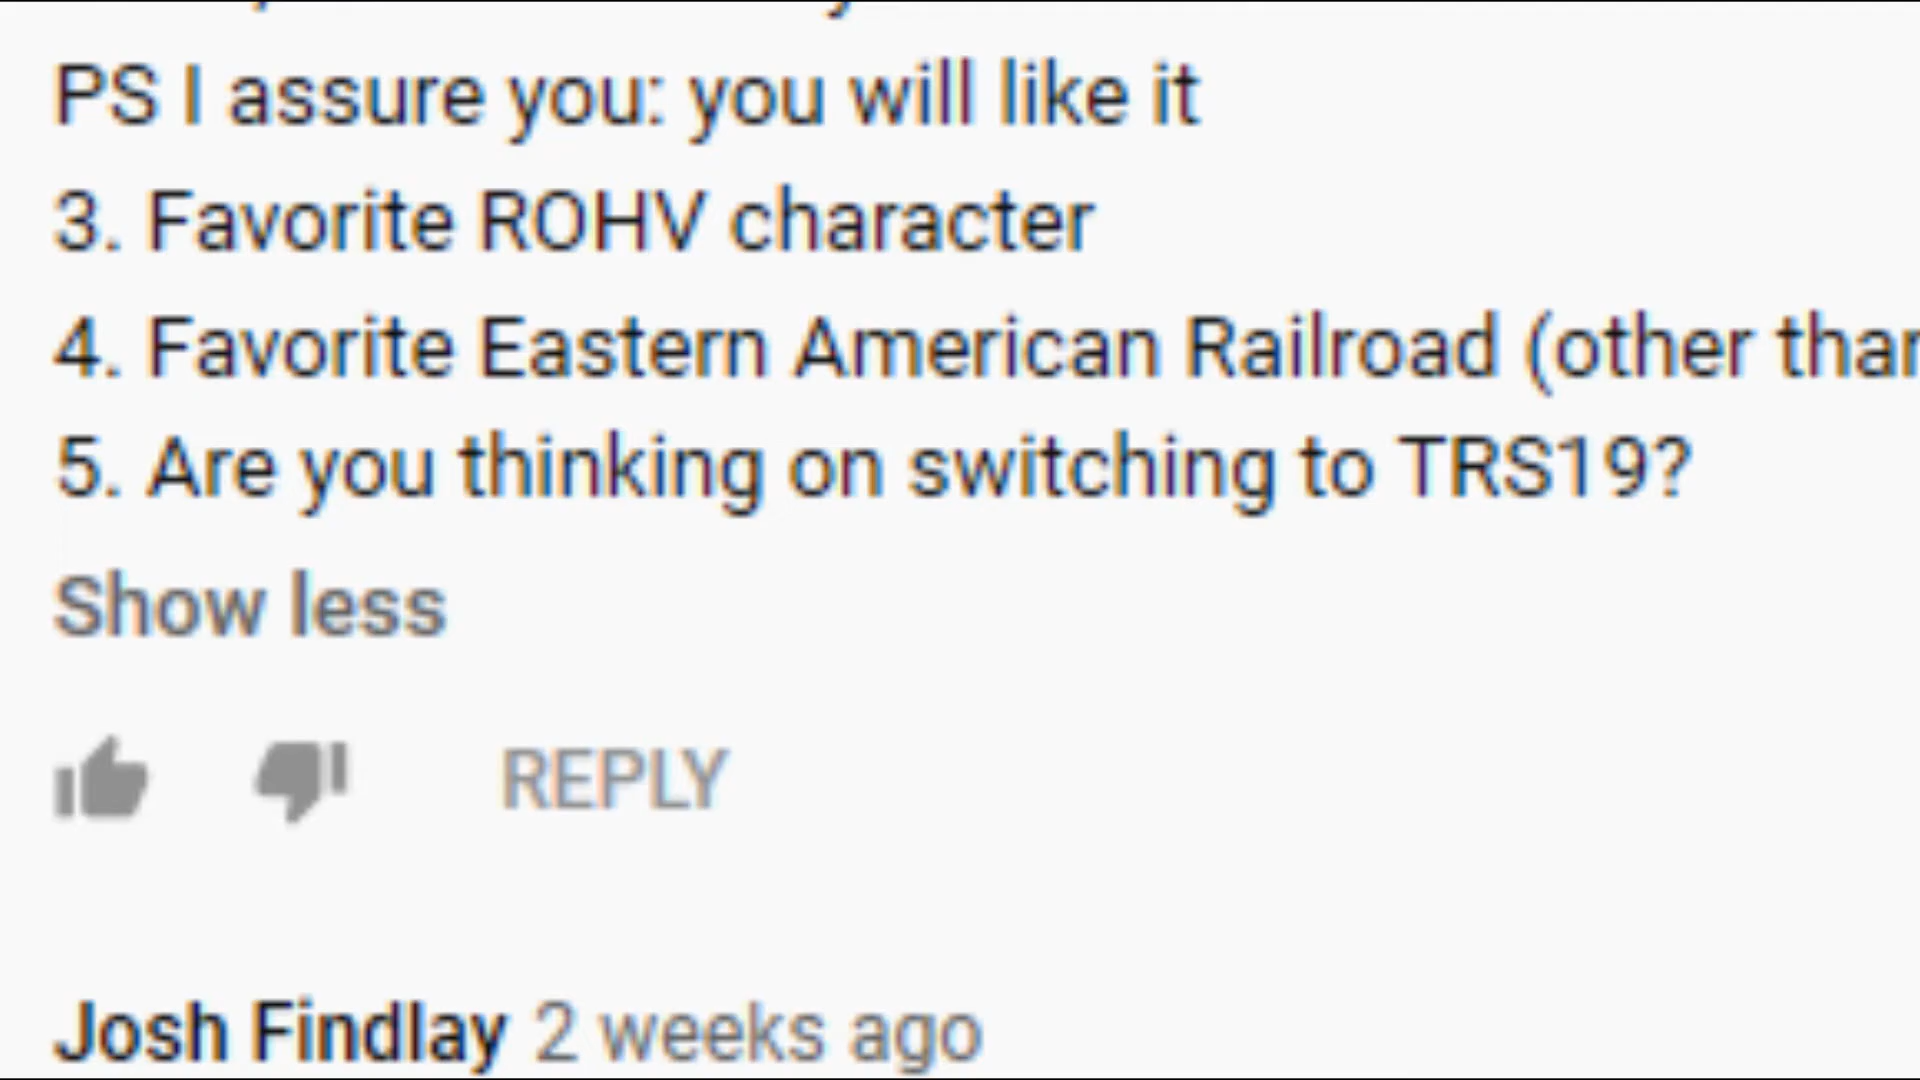 PS I assure you: you will like it
3. Favorite ROHV character
4. Favorite Eastern American Railroad (other than
5. Are you thinking on switching to TRS19?
Show less
REPLY
Josh Findlay 2 weeks ago